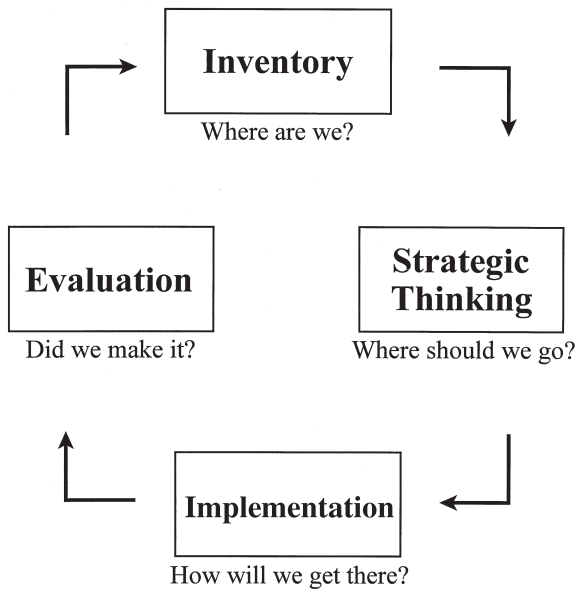 Inventory
Where are we?
Evaluation
Did we make it?
Strategic
Thinking
Where should we go?
Implementation
How will we get there?